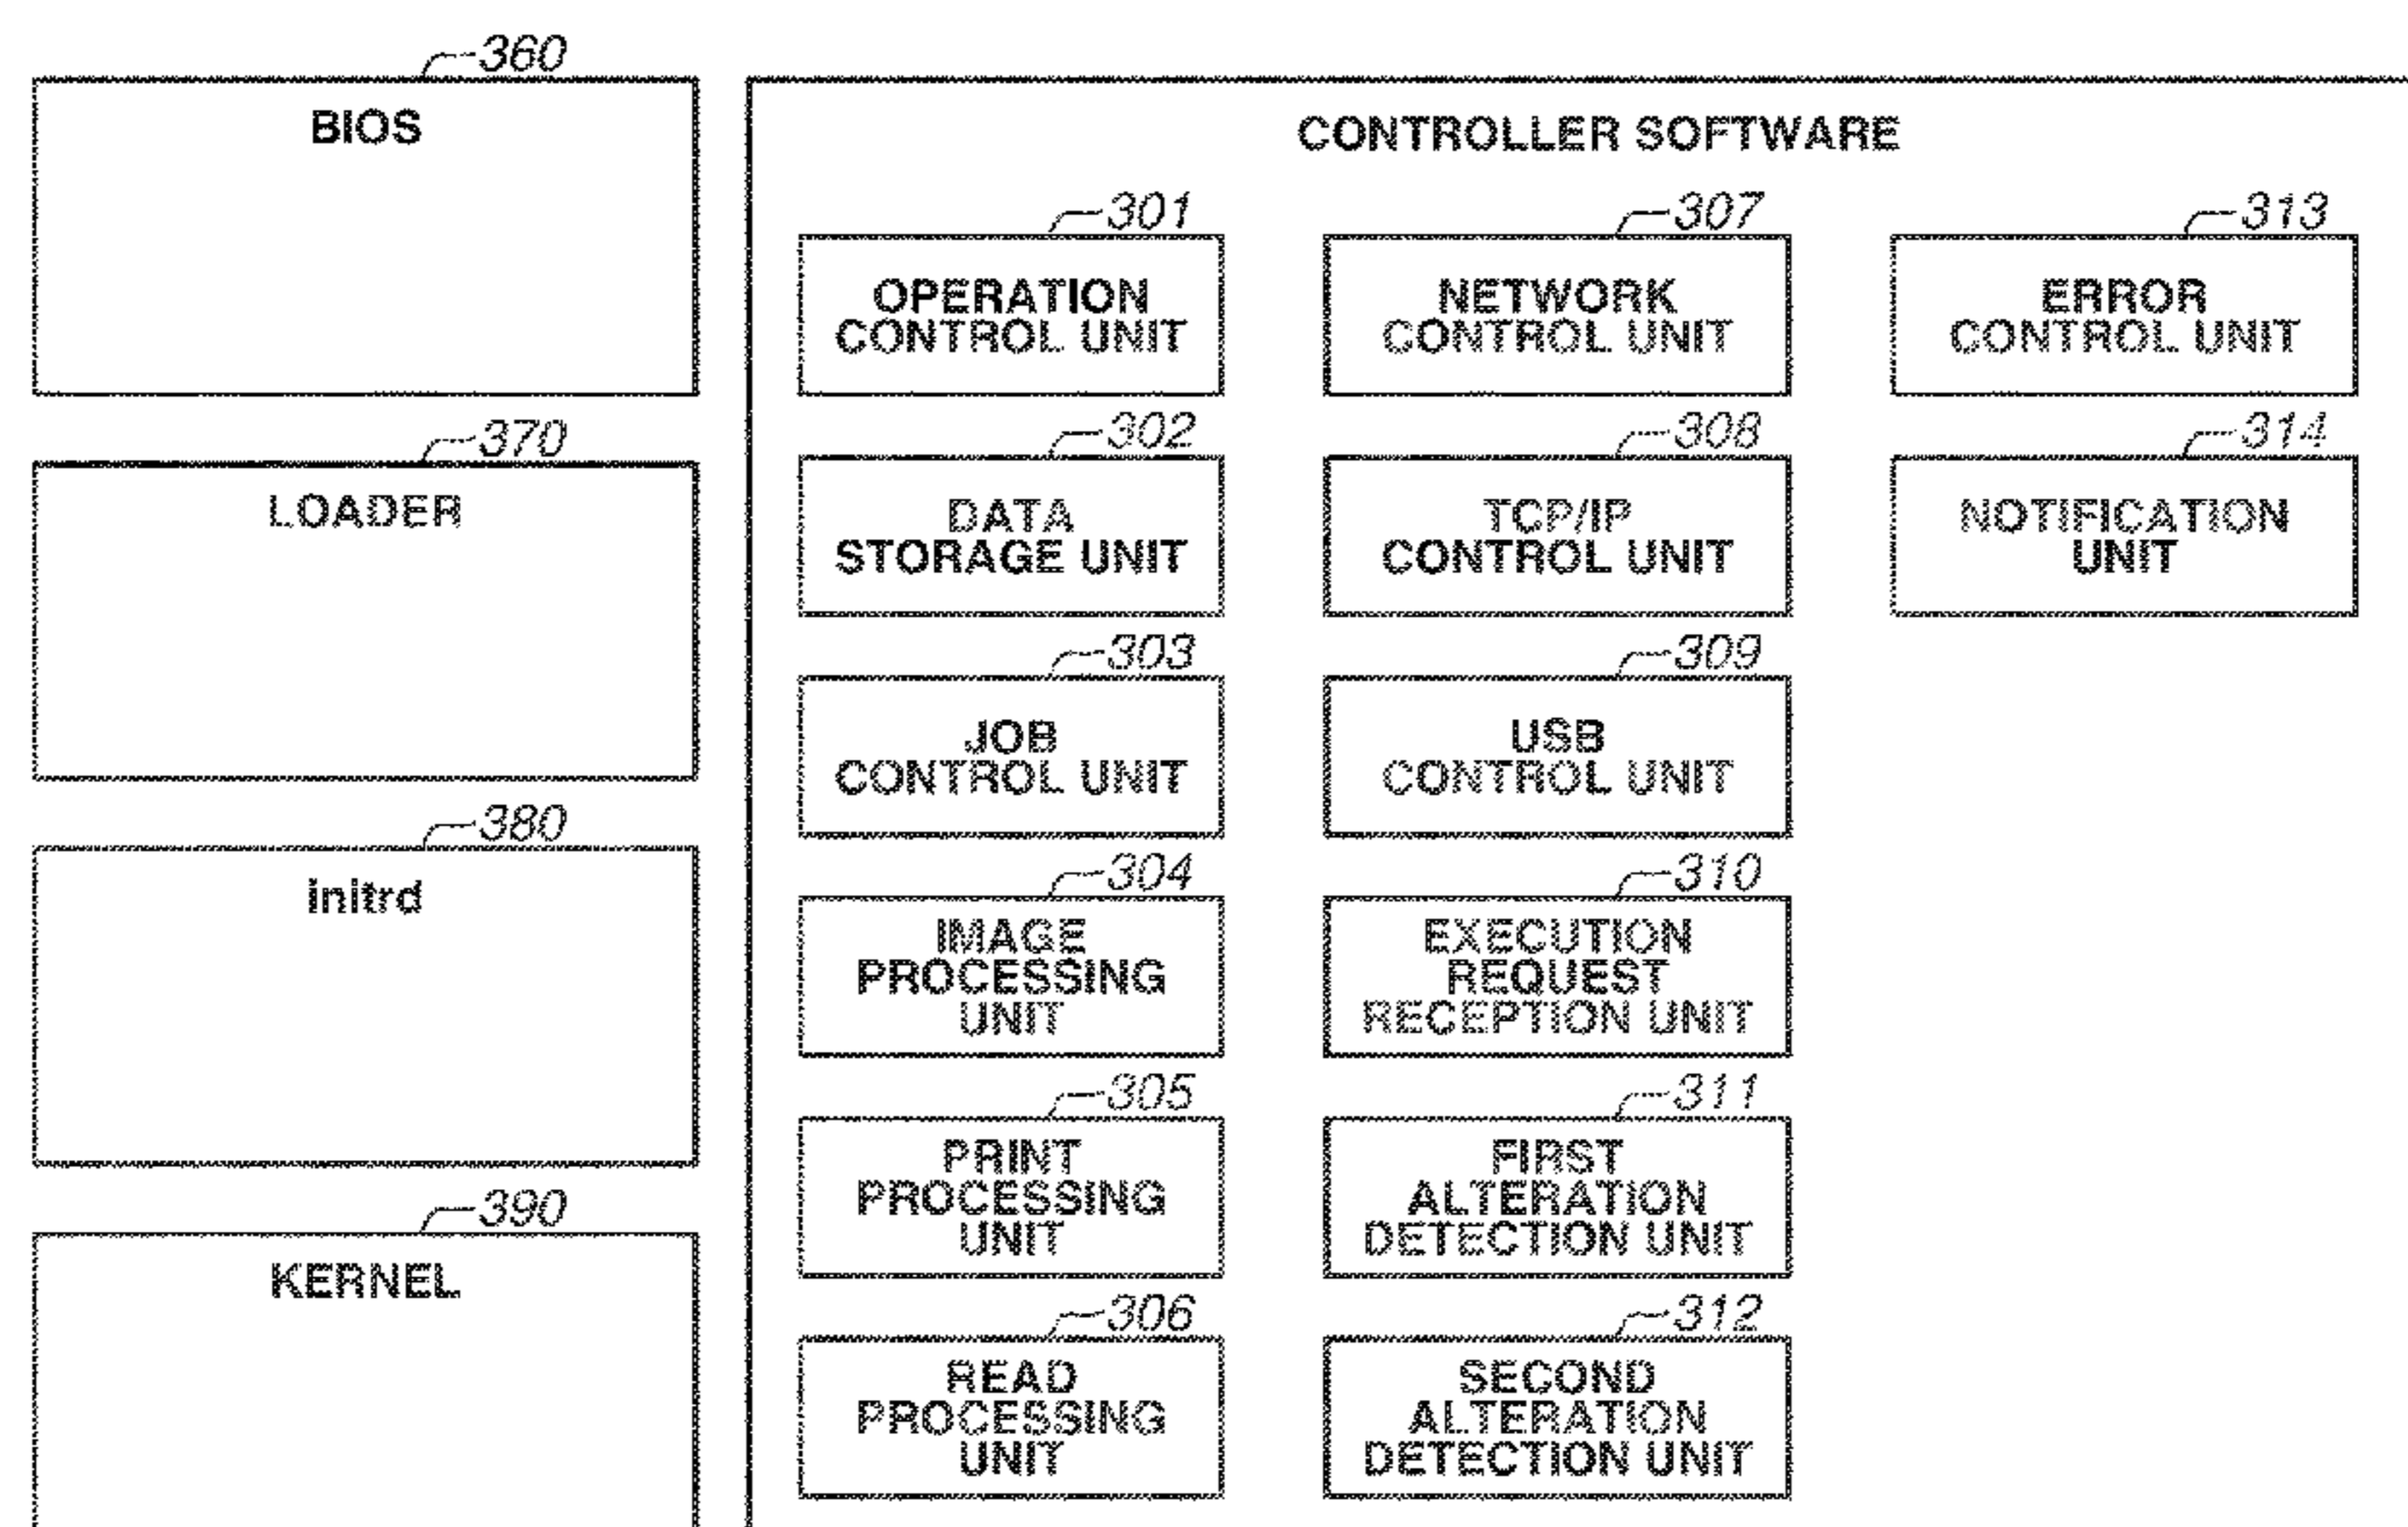 360
BIOS
370
LOADER
380
initrd
390
KERNEL
CONTROLLER SOFTWARE
301
OPERATION
CONTROL UNIT
302
DATA
STORAGE UNIT
303
JOB
CONTROL UNIT
304
IMAGE
PROCESSING
UNIT
305
PRINT
PROCESSING
UNIT
306
READ
PROCESSING
UNIT
307
NETWORK
CONTROL UNIT
308
TCP/IP
CONTROL UNIT
309
USB
CONTROL UNIT
310
EXECUTION
REQUEST
RECEPTION UNIT
311
FIRST
ALTERATION
DETECTION UNIT
312
SECOND
ALTERATION
DETECTION UNIT
313
ERROR
CONTROL UNIT
314
NOTIFICATION
UNIT